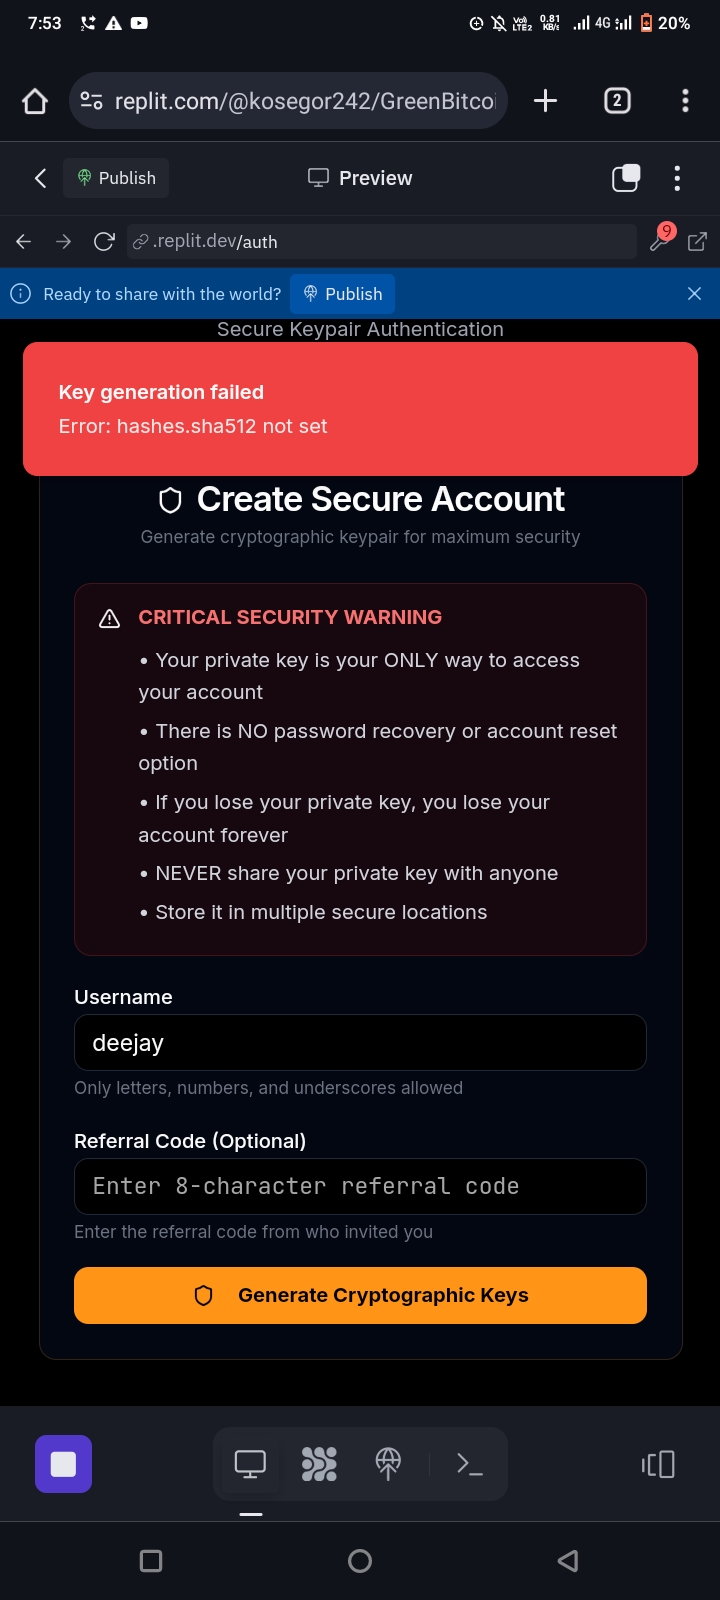 7:53
Vo)
LTE2
0.81
KB/s
4G
20%
replit.com/@kosegor242/GreenBitcoi
2
Publish
Preview
.replit.dev/auth
9
Ready to share with the world?
Publish
Secure Keypair Authentication
Key generation failed
Error: hashes.sha512 not set
Create Secure Account
Generate cryptographic keypair for maximum security
CRITICAL SECURITY WARNING
• Your private key is your ONLY way to access
your account
• There is NO password recovery or account reset
option
• If you lose your private key, you lose your
account forever
• NEVER share your private key with anyone
• Store it in multiple secure locations
Username
deejay
Only letters, numbers, and underscores allowed
Referral Code (Optional)
Enter 8-character referral code
Enter the referral code from who invited you
Generate Cryptographic Keys